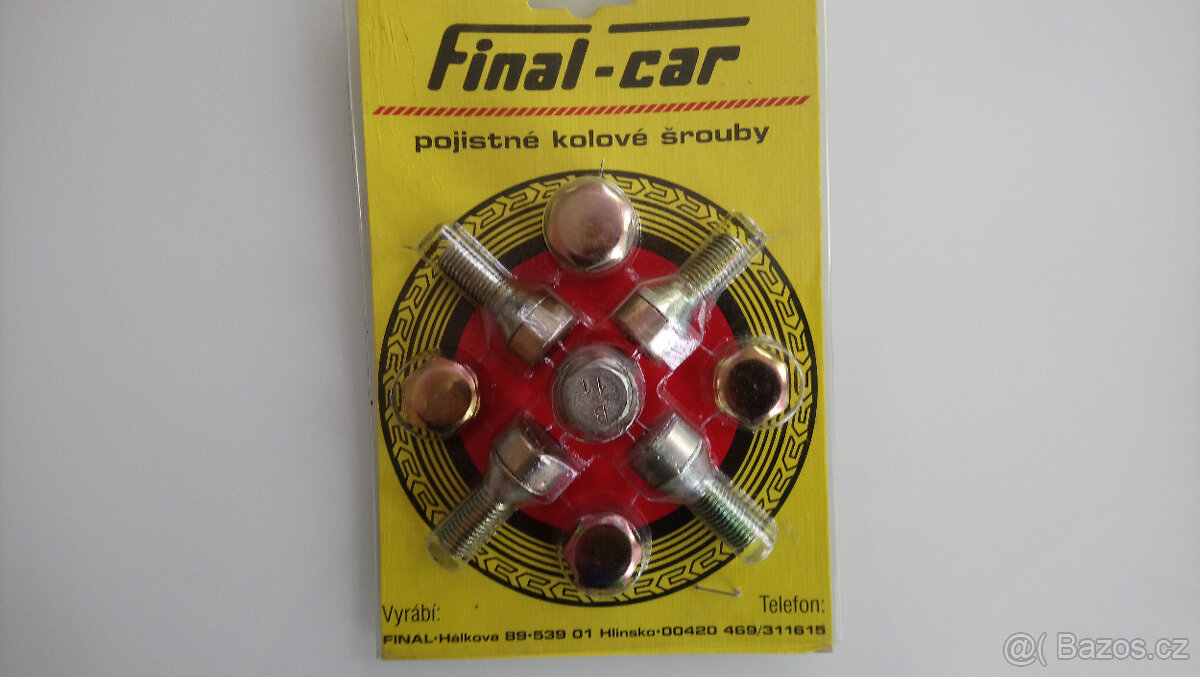 Final-car
pojistné kolové šrouby
Vyrábí:
Telefon:
FINAL·Hálkova 89·539 01 Hlinsko·00420 469/311615
@( Bazos.cz